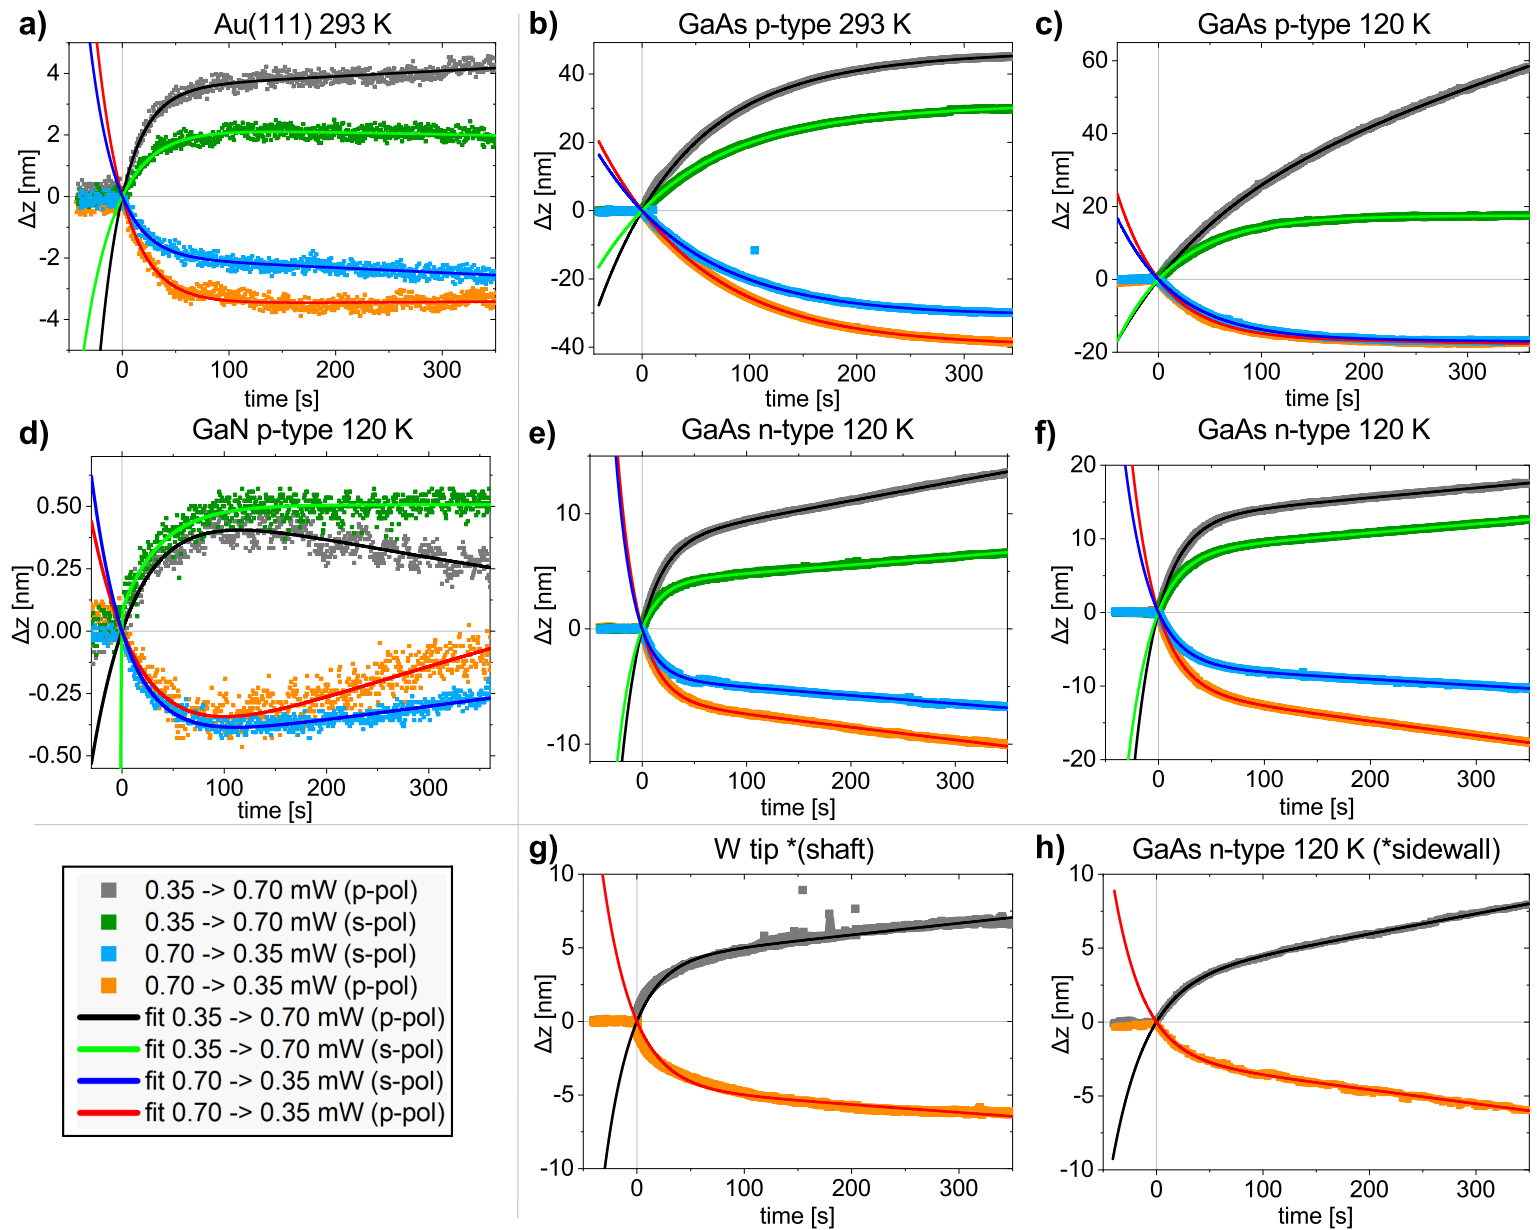 a) Au(111) 293 K
Δz [nm]
4
2
0
-2
-4
0 100 200 300
time [s]
b) GaAs p-type 293 K
Δz [nm]
40
20
0
-20
-40
0 100 200 300
time [s]
c) GaAs p-type 120 K
Δz [nm]
60
40
20
0
-20
0 100 200 300
time [s]
d) GaN p-type 120 K
Δz [nm]
0.50
0.25
0.00
-0.25
-0.50
0 100 200 300
time [s]
e) GaAs n-type 120 K
Δz [nm]
10
0
-10
0 100 200 300
time [s]
f) GaAs n-type 120 K
Δz [nm]
20
10
0
-10
-20
0 100 200 300
time [s]
0.35 -> 0.70 mW (p-pol)
0.35 -> 0.70 mW (s-pol)
0.70 -> 0.35 mW (s-pol)
0.70 -> 0.35 mW (p-pol)
fit 0.35 -> 0.70 mW (p-pol)
fit 0.35 -> 0.70 mW (s-pol)
fit 0.70 -> 0.35 mW (s-pol)
fit 0.70 -> 0.35 mW (p-pol)
g) W tip *(shaft)
Δz [nm]
10
5
0
-5
-10
0 100 200 300
time [s]
h) GaAs n-type 120 K (*sidewall)
Δz [nm]
10
5
0
-5
-10
0 100 200 300
time [s]